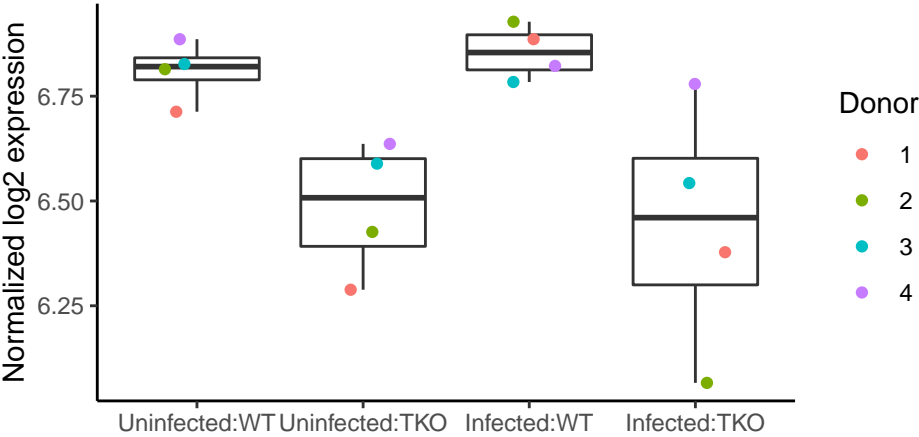 Normalized log2 expression
6.75
6.50
6.25
Uninfected:WT Uninfected:TKO Infected:WT Infected:TKO
Donor
1
2
3
4